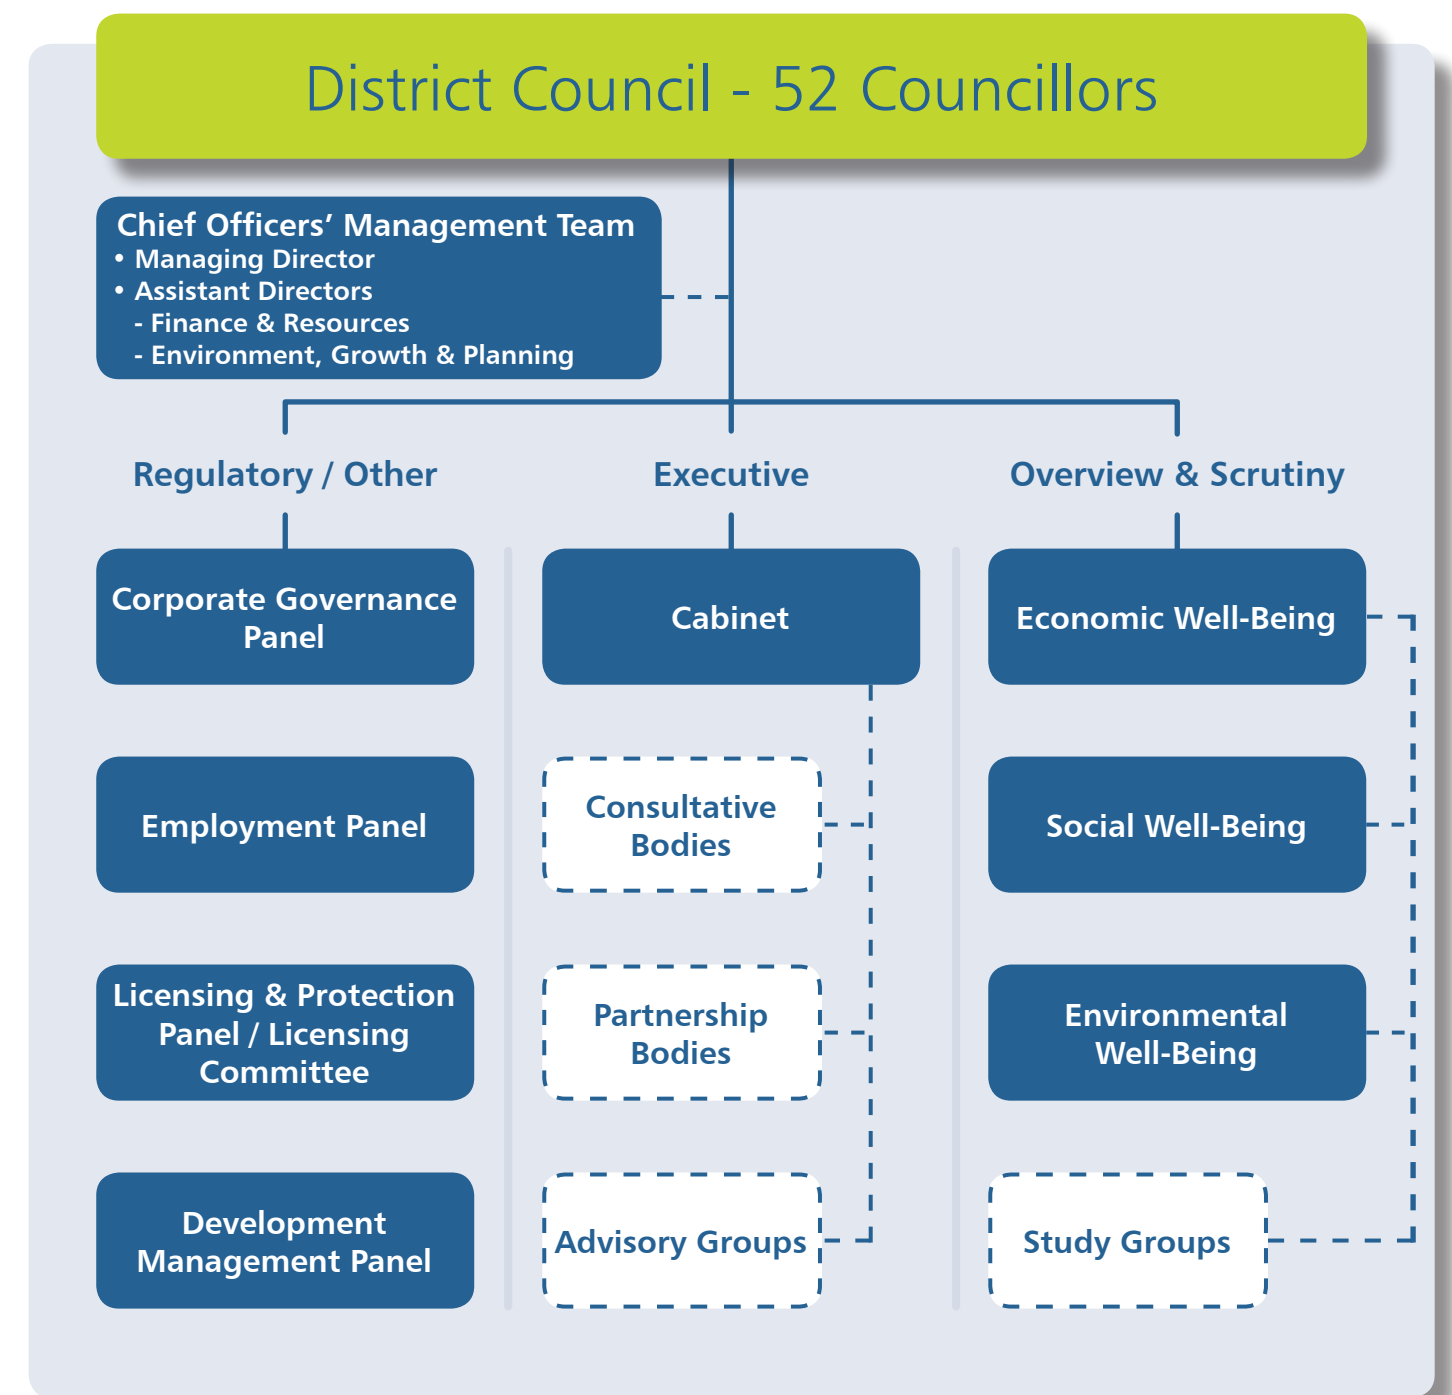 District Council - 52 Councillors
Chief Officers’ Management Team
• Managing Director
• Assistant Directors
- Finance & Resources
- Environment, Growth & Planning
Regulatory / Other
Executive
Overview & Scrutiny
Corporate Governance
Panel
Cabinet
Economic Well-Being
Employment Panel
Consultative
Bodies
Social Well-Being
Licensing & Protection
Panel / Licensing
Committee
Partnership
Bodies
Environmental
Well-Being
Development
Management Panel
Advisory Groups
Study Groups